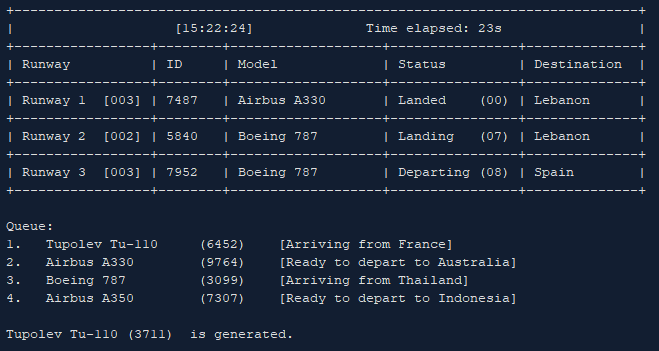 [15:22:24] Time elapsed: 23s
| Runway | ID | Model | Status | Destination |
| Runway 1 [003] | 7487 | Airbus A330 | Landed (00) | Lebanon |
| Runway 2 [002] | 5840 | Boeing 787 | Landing (07) | Lebanon |
| Runway 3 [003] | 7952 | Boeing 787 | Departing (08) | Spain |
Queue:
1. Tupolev Tu-110 (6452) [Arriving from France]
2. Airbus A330 (9764) [Ready to depart to Australia]
3. Boeing 787 (3099) [Arriving from Thailand]
4. Airbus A350 (7307) [Ready to depart to Indonesia]
Tupolev Tu-110 (3711) is generated.